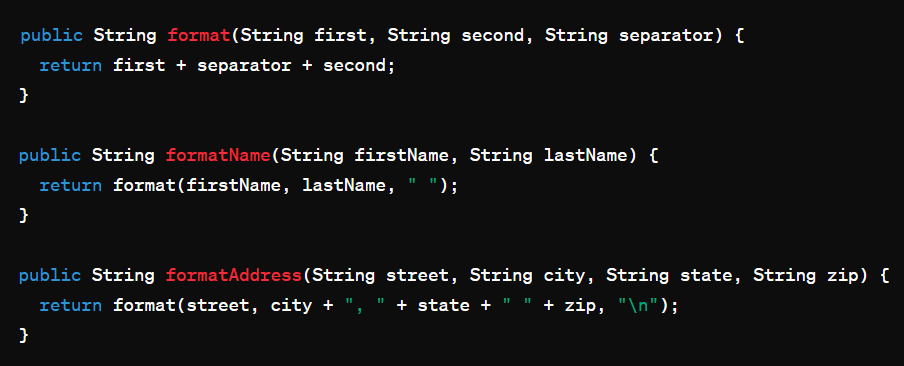 public String format(String first, String second, String separator) {
  return first + separator + second;
}

public String formatName(String firstName, String lastName) {
  return format(firstName, lastName, " ");
}

public String formatAddress(String street, String city, String state, String zip) {
  return format(street, city + ", " + state + " " + zip, "\n");
}